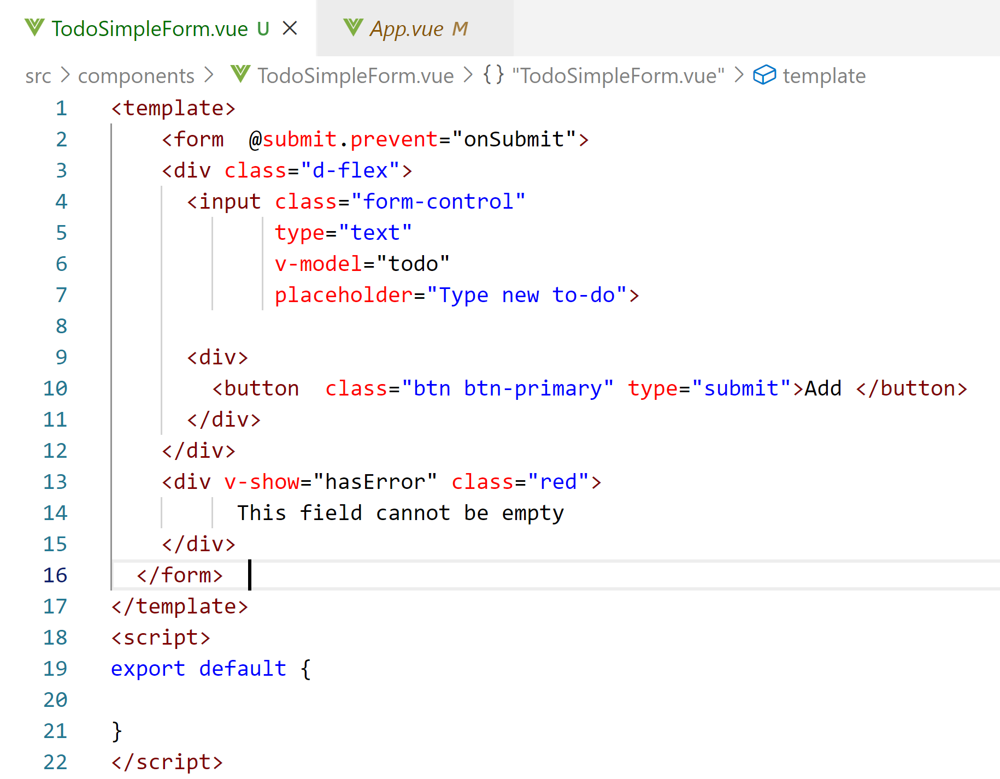 TodoSimpleForm.vue U App.vue M
src components TodoSimpleForm.vue {} "TodoSimpleForm.vue" template
1 <template>
2 <form  @submit.prevent="onSubmit">
3 <div class="d-flex">
4 <input class="form-control"
5 type="text"
6 v-model="todo"
7 placeholder="Type new to-do">
8
9 <div>
10 <button  class="btn btn-primary" type="submit">Add </button>
11 </div>
12 </div>
13 <div v-show="hasError" class="red">
14 This field cannot be empty
15 </div>
16 </form>
17 </template>
18 <script>
19 export default {
20
21 }
22 </script>